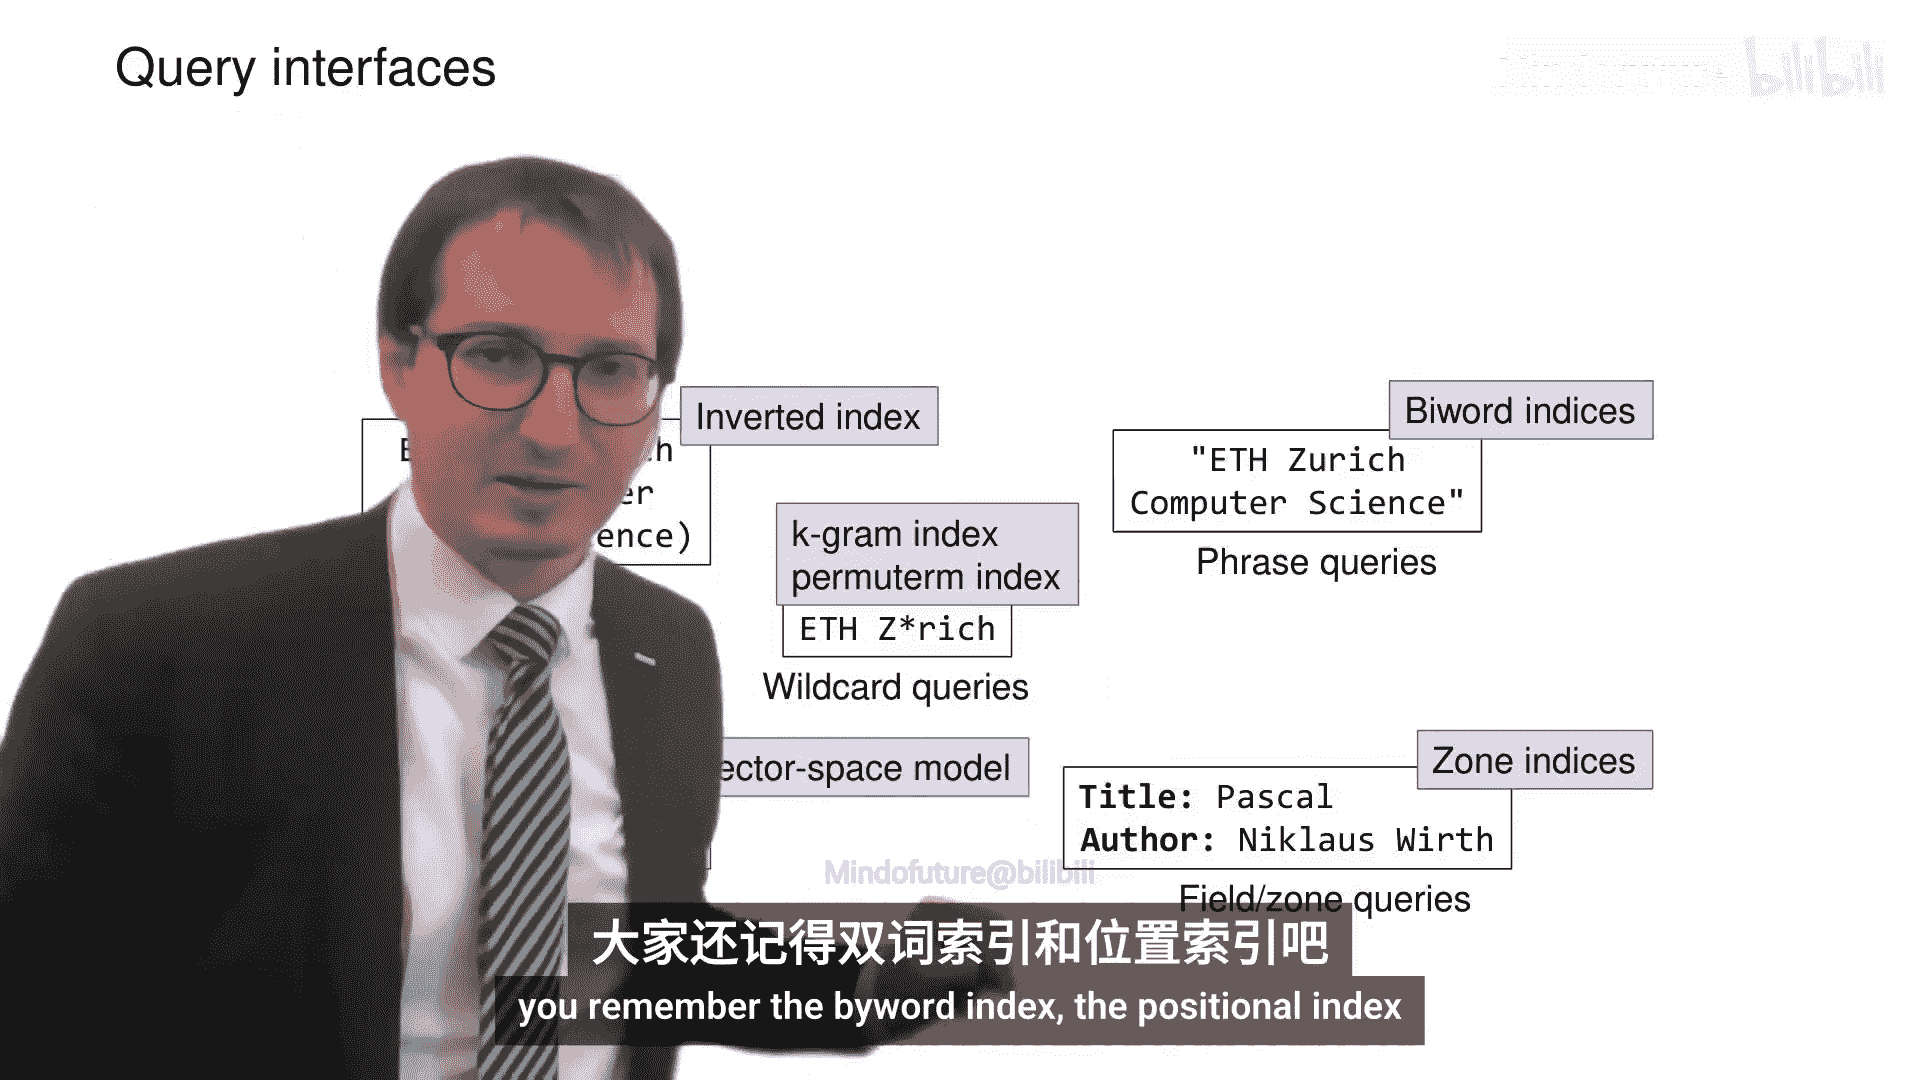 Query interfaces
bilibili
Inverted index
Biword indices
"ETH Zurich
Computer Science"
Phrase queries
k-gram index
permuterm index
ETH Z*rich
Wildcard queries
ector-space model
Zone indices
Title: Pascal
Author: Niklaus Wirth
Field/zone queries
Mindofuture@bilibili
大家还记得双词索引和位置索引吧
you remember the byword index, the positional index